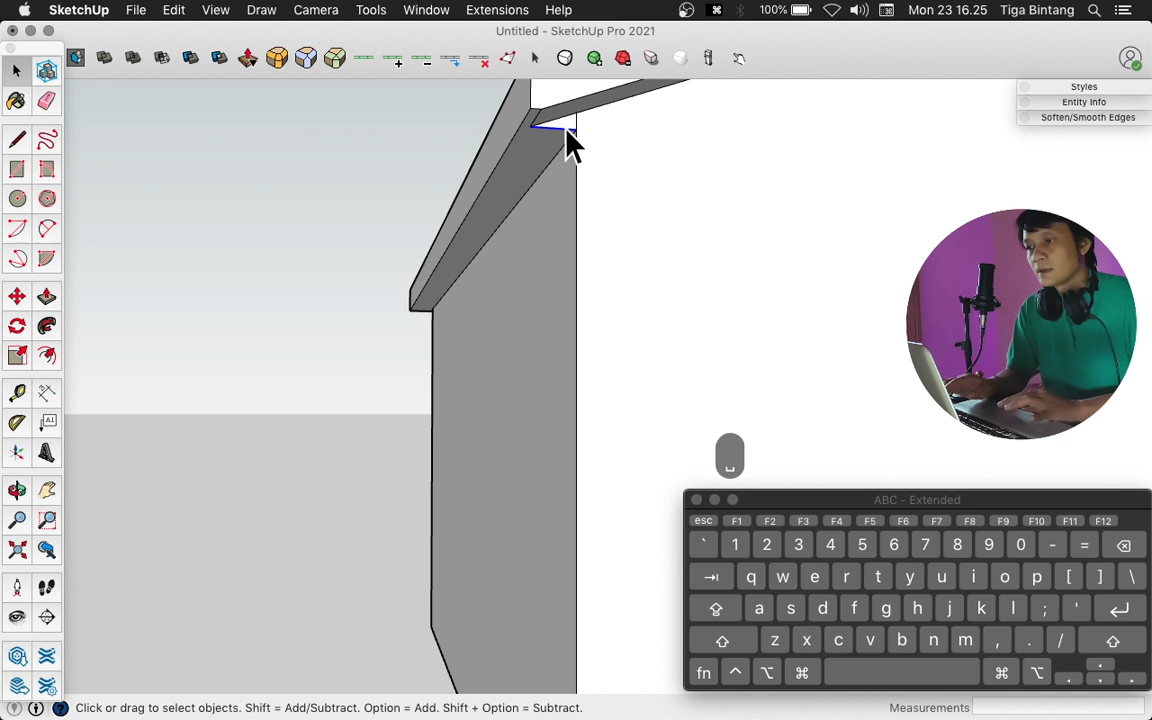 SketchUp File Edit View Draw Camera Tools Window Extensions Help 100% Mon 23 16.25 Tiga Bintang
Untitled - SketchUp Pro 2021
Styles
Entity Info
Soften/Smooth Edges
A1
ABC - Extended
esc F1 F2 F3 F4 F5 F6 F7 F8 F9 F10 F11 F12
` 1 2 3 4 5 6 7 8 9 0 - =
q w e r t y u i o p [ ] \
a s d f g h j k l ; '
z x c v b n m , . /
fn ^ ⌥ ⌘ ⌘ ⌥
Click or drag to select objects. Shift = Add/Subtract. Option = Add. Shift + Option = Subtract.
Measurements